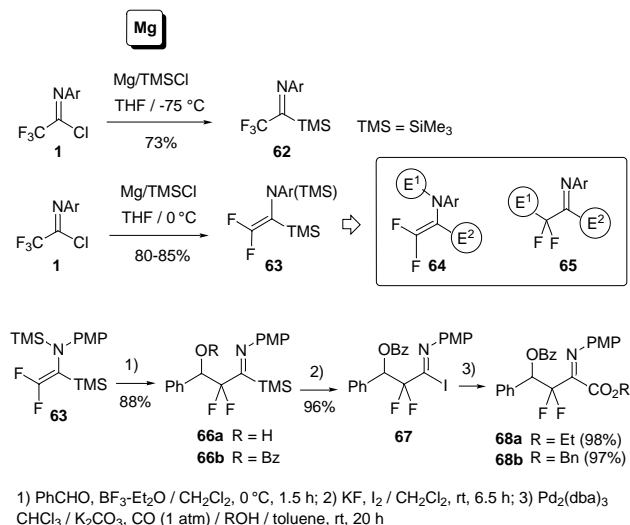 Mg
NAr
F3C
Cl
1
Mg/TMSCl
THF / -75 °C
73%
NAr
F3C
TMS
62
TMS = SiMe3
NAr
F3C
Cl
1
Mg/TMSCl
THF / 0 °C
80-85%
NAr(TMS)
F
TMS
F
63
E1
NAr
F
E2
F
64
NAr
E1
E2
F F
65
TMS
N
PMP
F
TMS
F
63
1)
88%
OR
N
PMP
Ph
TMS
F F
66a R = H
66b R = Bz
2)
96%
OBz
N
PMP
Ph
I
F F
67
3)
OBz
N
PMP
Ph
CO2R
F F
68a R = Et (98%)
68b R = Bn (97%)
1) PhCHO, BF3-Et2O / CH2Cl2, 0 °C, 1.5 h; 2) KF, I2 / CH2Cl2, rt, 6.5 h; 3) Pd2(dba)3
CHCl3 / K2CO3, CO (1 atm) / ROH / toluene, rt, 20 h